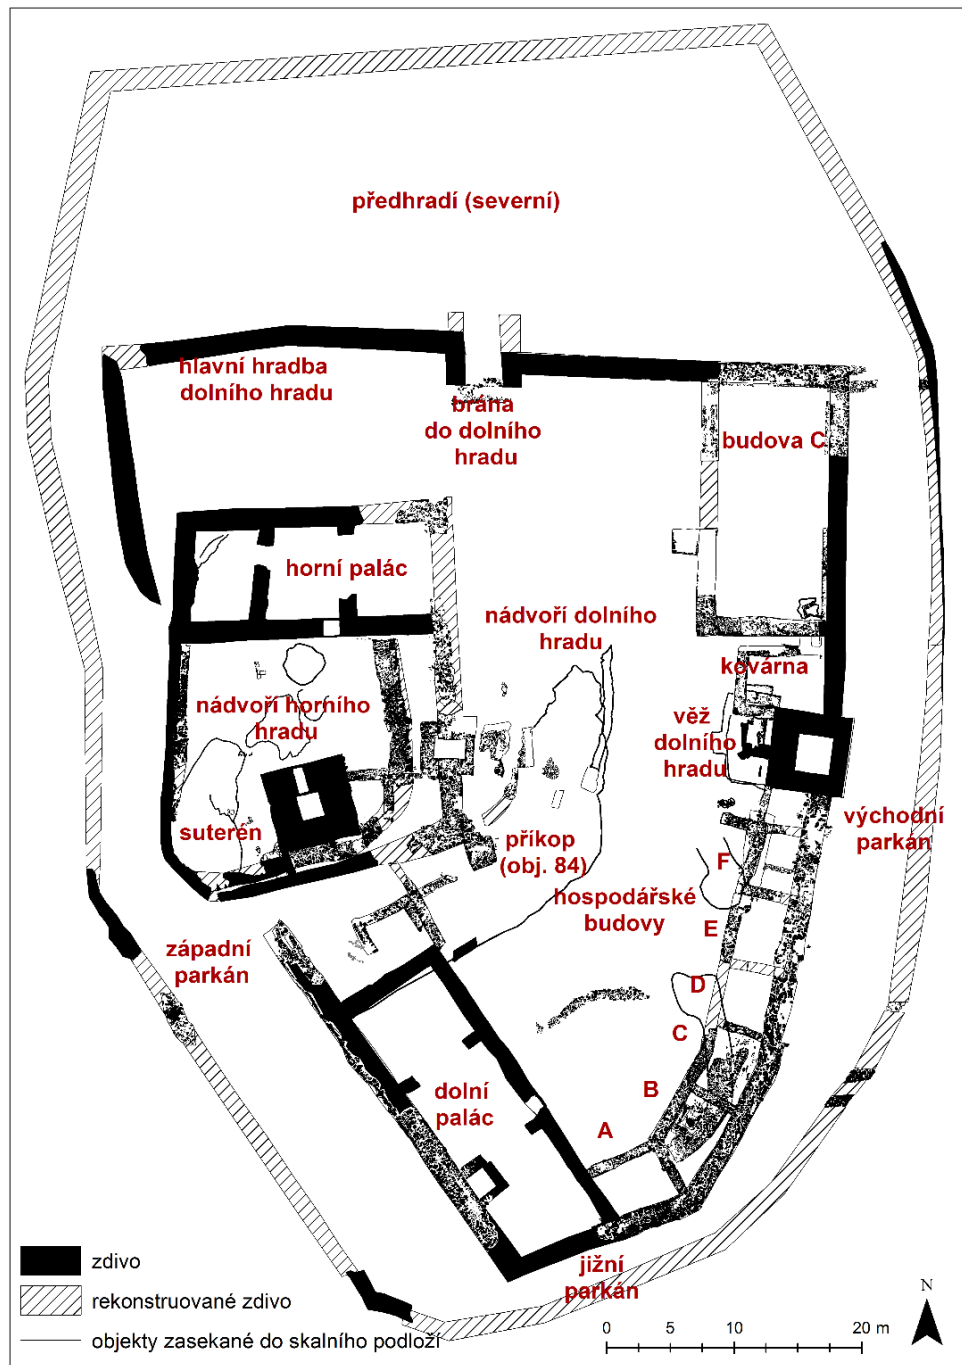 předhradí (severní)
hlavní hradba
dolního hradu
brána
do dolního
hradu
budova C
horní palác
nádvoří dolního
hradu
kovárna
nádvoří horního
hradu
věž
dolního
hradu
suterén
příkop
(obj. 84)
východní
parkán
F
hospodářské
budovy
E
západní
parkán
D
C
B
dolní
palác
A
jižní
parkán
zdivo
rekonstruované zdivo
objekty zasekané do skalního podloží
N
0 5 10 20 m